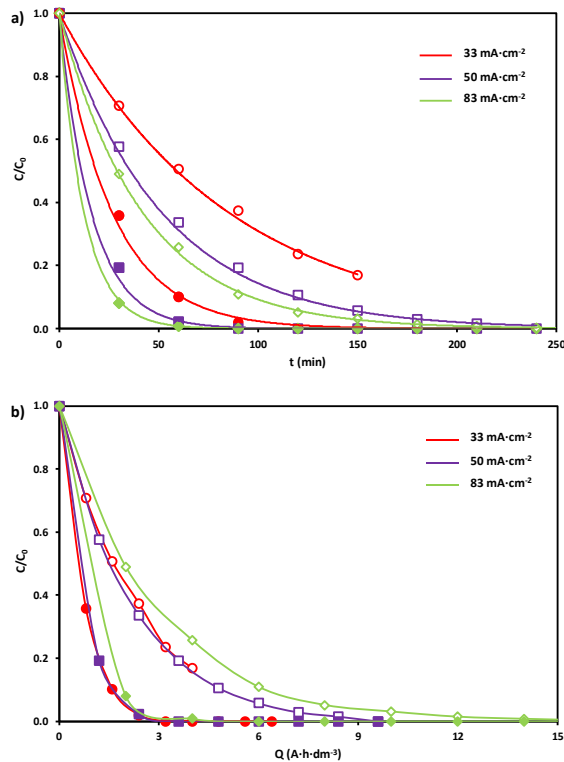 a)
1.0
0.8
0.6
0.4
0.2
0.0
C/C₀
33 mA·cm⁻²
50 mA·cm⁻²
83 mA·cm⁻²
0 50 100 150 200 250
t (min)
b)
1.0
0.8
0.6
0.4
0.2
0.0
C/C₀
33 mA·cm⁻²
50 mA·cm⁻²
83 mA·cm⁻²
0 3 6 9 12 15
Q (A·h·dm⁻³)